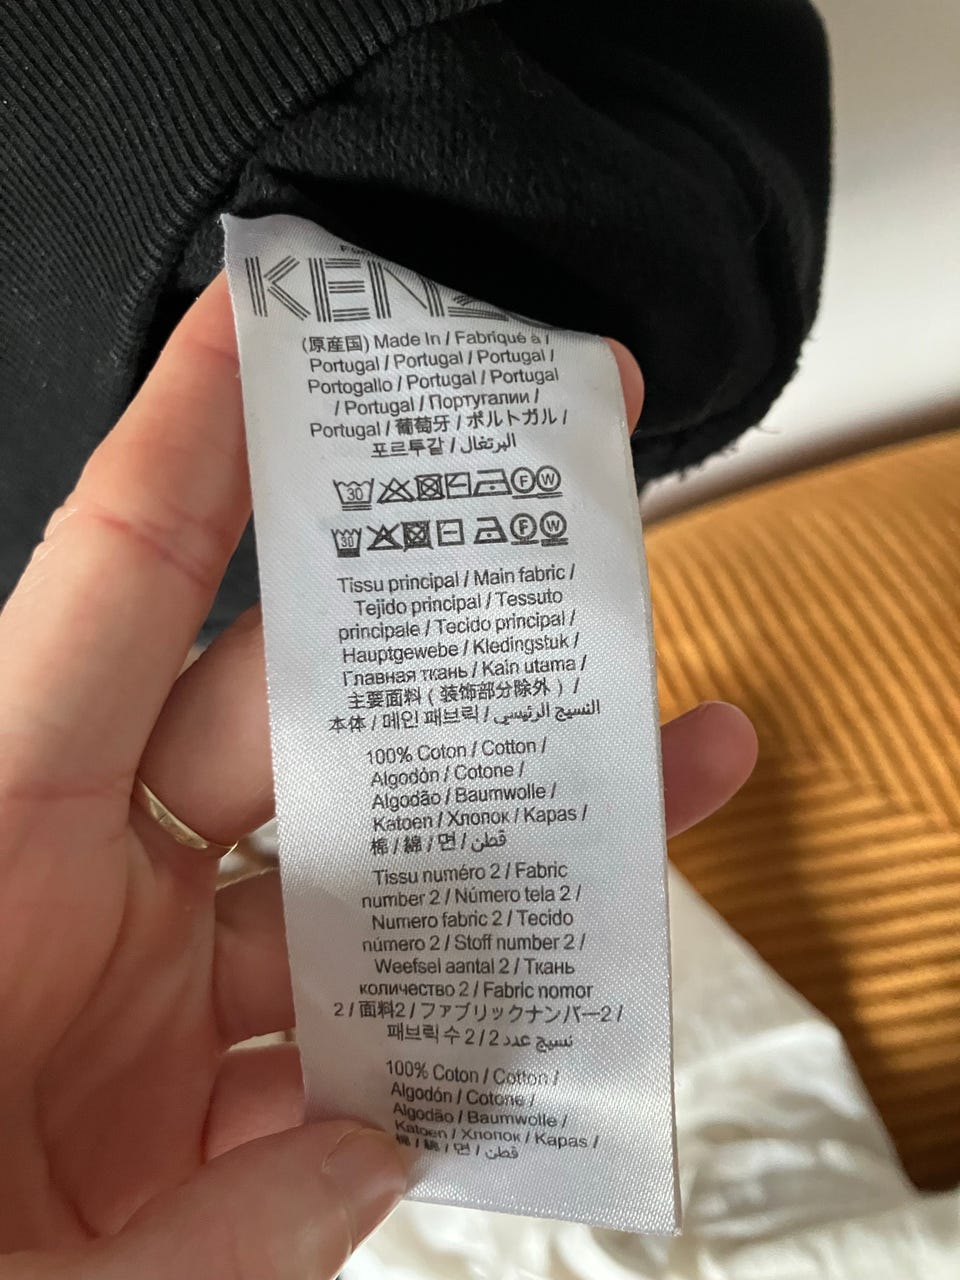 KENZ
(原産国) Made In / Fabriqué à /
Portugal / Portugal / Portugal /
Portogallo / Portugal / Portugal
/ Portugal / Португалии /
Portugal / 葡萄牙 / ポルトガル /
포르투갈 / البرتغال
30 F W
30 F W
Tissu principal / Main fabric /
Tejido principal / Tessuto
principale / Tecido principal /
Hauptgewebe / Kledingstuk /
Главная ткань / Kain utama /
主要面料 ( 装饰部分除外 ) /
本体 / 메인 패브릭 / النسيج الرئيسي
100% Coton / Cotton /
Algodón / Cotone /
Algodão / Baumwolle /
Katoen / Хлопок / Kapas /
棉 / 綿 / 면 / قطن
Tissu numéro 2 / Fabric
number 2 / Número tela 2 /
Numero fabric 2 / Tecido
número 2 / Stoff number 2 /
Weefsel aantal 2 / Ткань
количество 2 / Fabric nomor
2 / 面料2 / ファブリックナンバー2 /
패브릭 수 2 / نسيج عدد 2
100% Coton / Cotton /
Algodón / Cotone /
Algodão / Baumwolle /
Katoen / Хлопок / Kapas /
棉 / 綿 / 면 / قطن